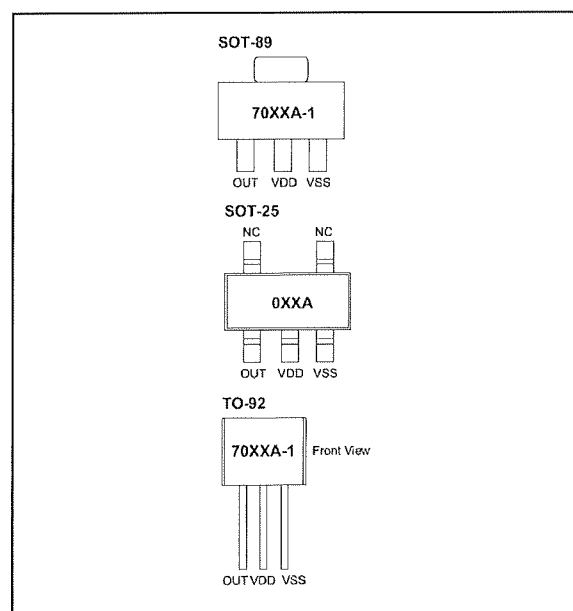 SOT-89
70XXA-1
OUT VDD VSS
SOT-25
NC NC
0XXA
OUT VDD VSS
TO-92
70XXA-1 Front View
OUT VDD VSS